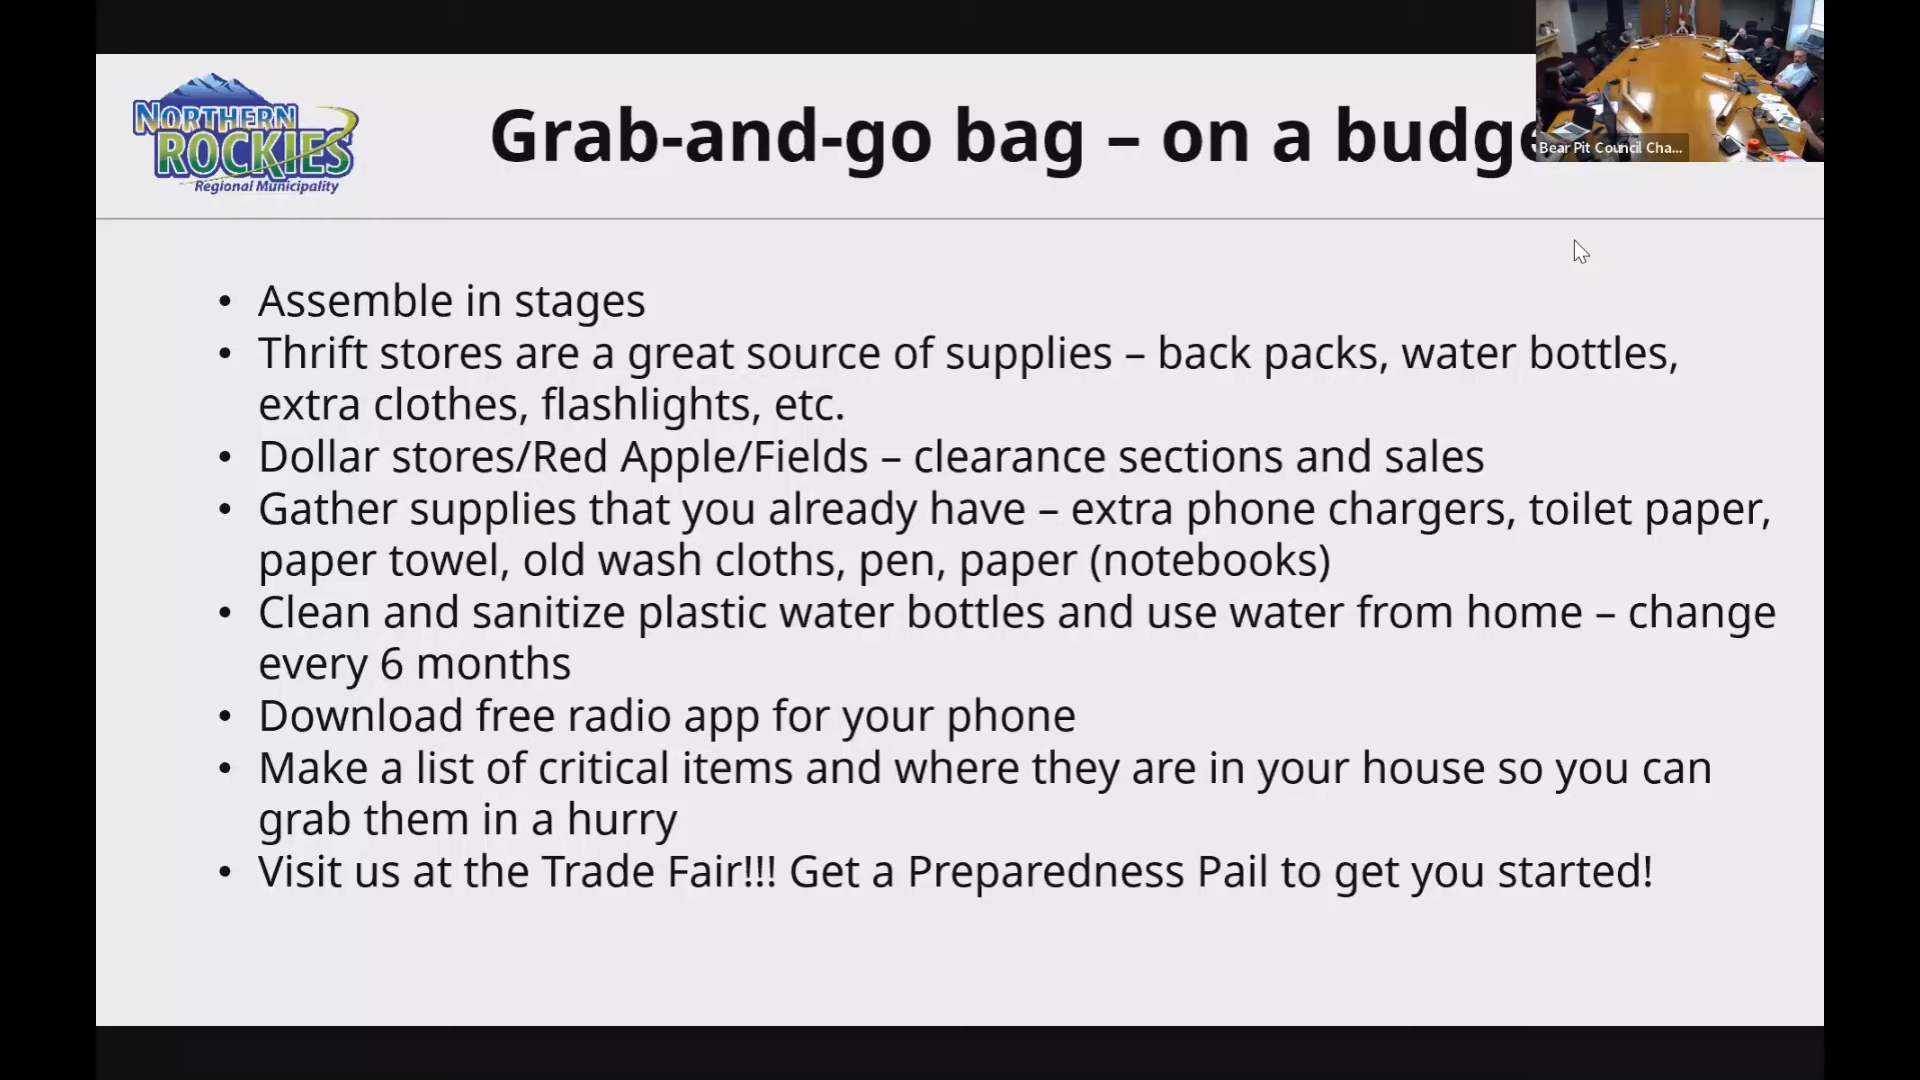 NORTHERN
ROCKIES
Regional Municipality
Grab-and-go bag – on a budge
Bear Pit Council Cha...
• Assemble in stages
• Thrift stores are a great source of supplies – back packs, water bottles,
extra clothes, flashlights, etc.
• Dollar stores/Red Apple/Fields – clearance sections and sales
• Gather supplies that you already have – extra phone chargers, toilet paper,
paper towel, old wash cloths, pen, paper (notebooks)
• Clean and sanitize plastic water bottles and use water from home – change
every 6 months
• Download free radio app for your phone
• Make a list of critical items and where they are in your house so you can
grab them in a hurry
• Visit us at the Trade Fair!!! Get a Preparedness Pail to get you started!